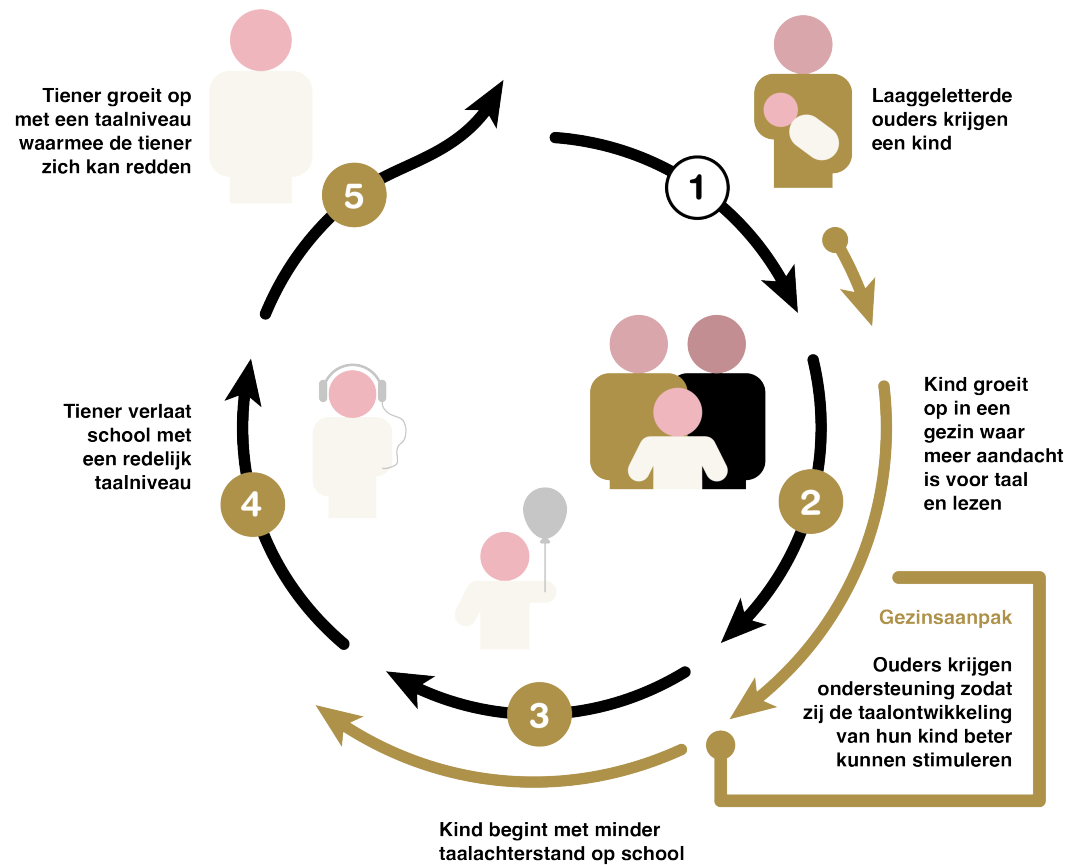 1
Laaggeletterde
ouders krijgen
een kind
2
Kind groeit
op in een
gezin waar
meer aandacht
is voor taal
en lezen
Gezinsaanpak
Ouders krijgen
ondersteuning zodat
zij de taalontwikkeling
van hun kind beter
kunnen stimuleren
3
Kind begint met minder
taalachterstand op school
4
Tiener verlaat
school met
een redelijk
taalniveau
5
Tiener groeit op
met een taalniveau
waarmee de tiener
zich kan redden